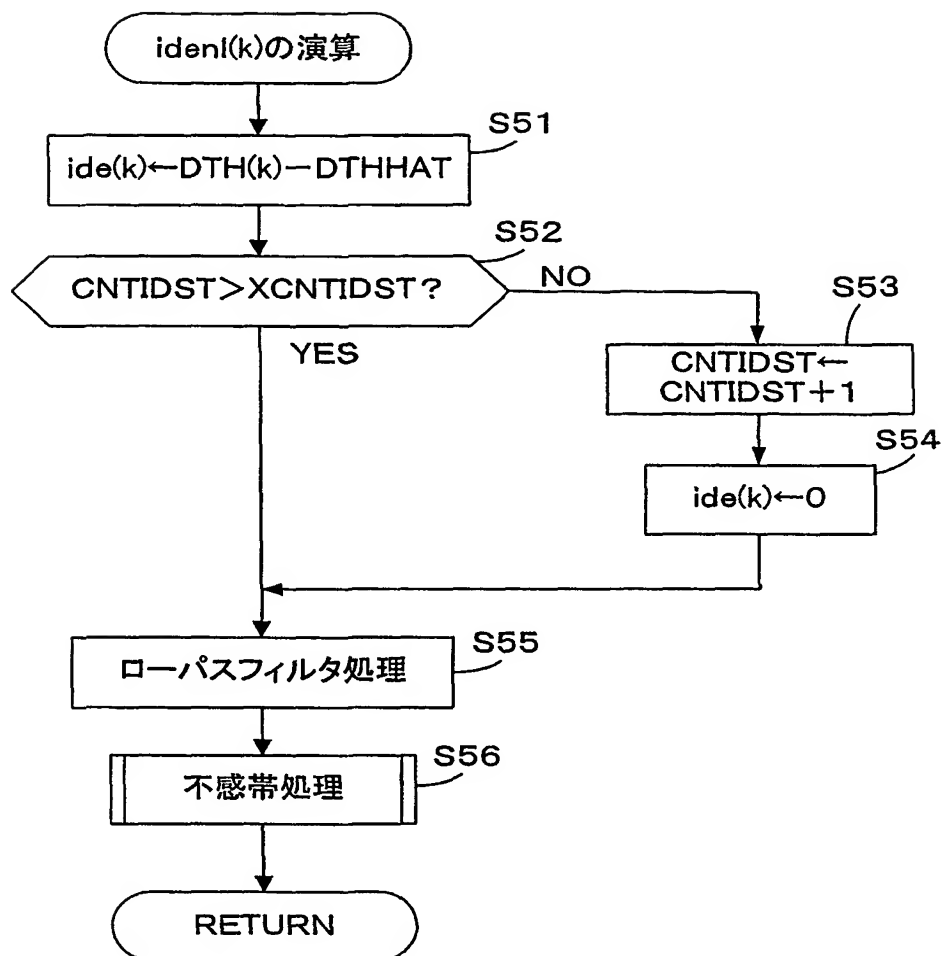 idenl(k)の演算
S51
ide(k)←DTH(k)−DTHHAT
S52
CNTIDST>XCNTIDST?
NO
YES
S53
CNTIDST←
CNTIDST+1
S54
ide(k)←0
S55
ローパスフィルタ処理
S56
不感帯処理
RETURN